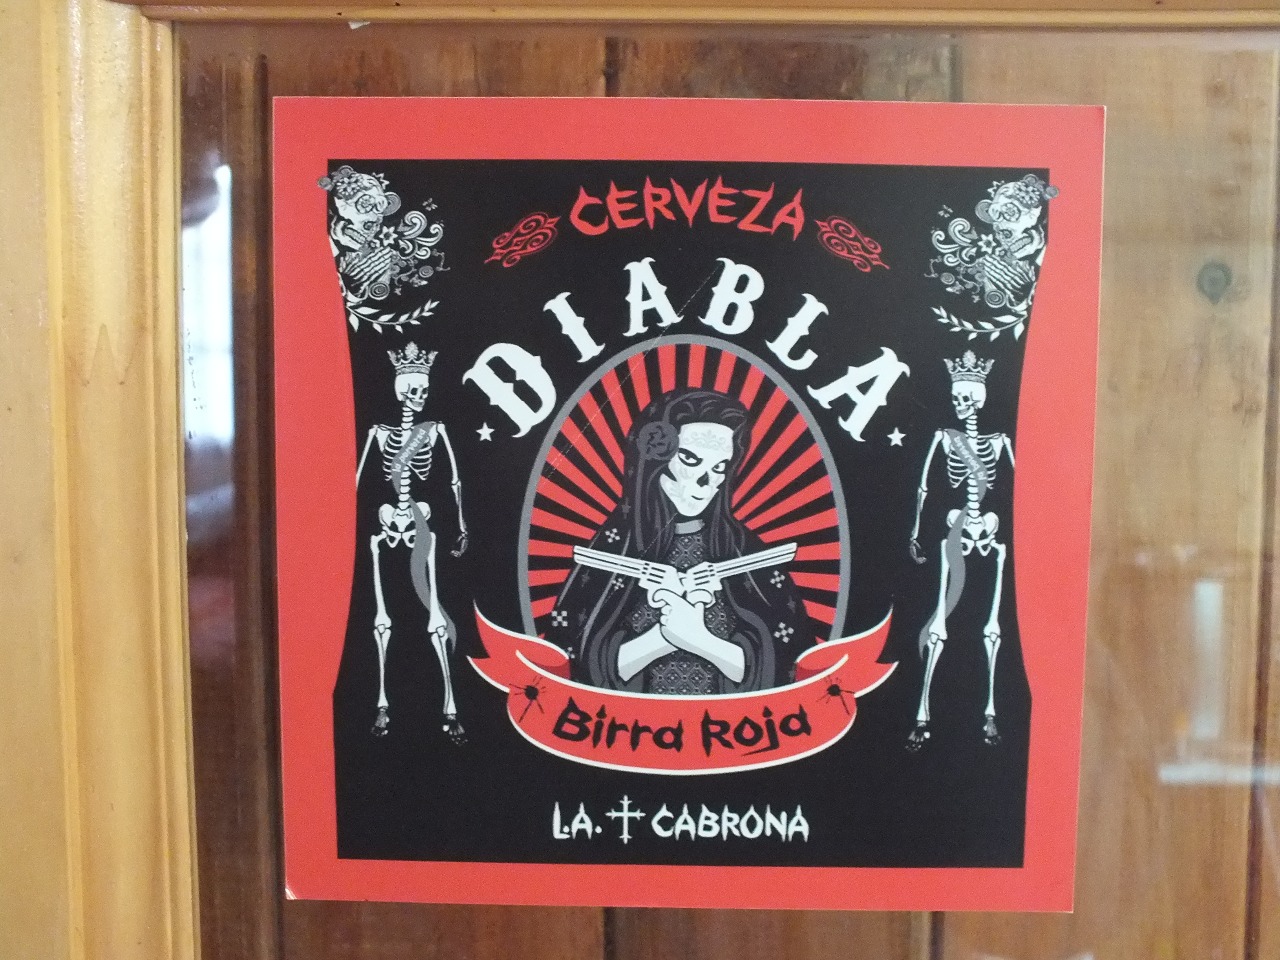 CERVEZA
DIABLA
Birra Roja
L.A. CABRONA